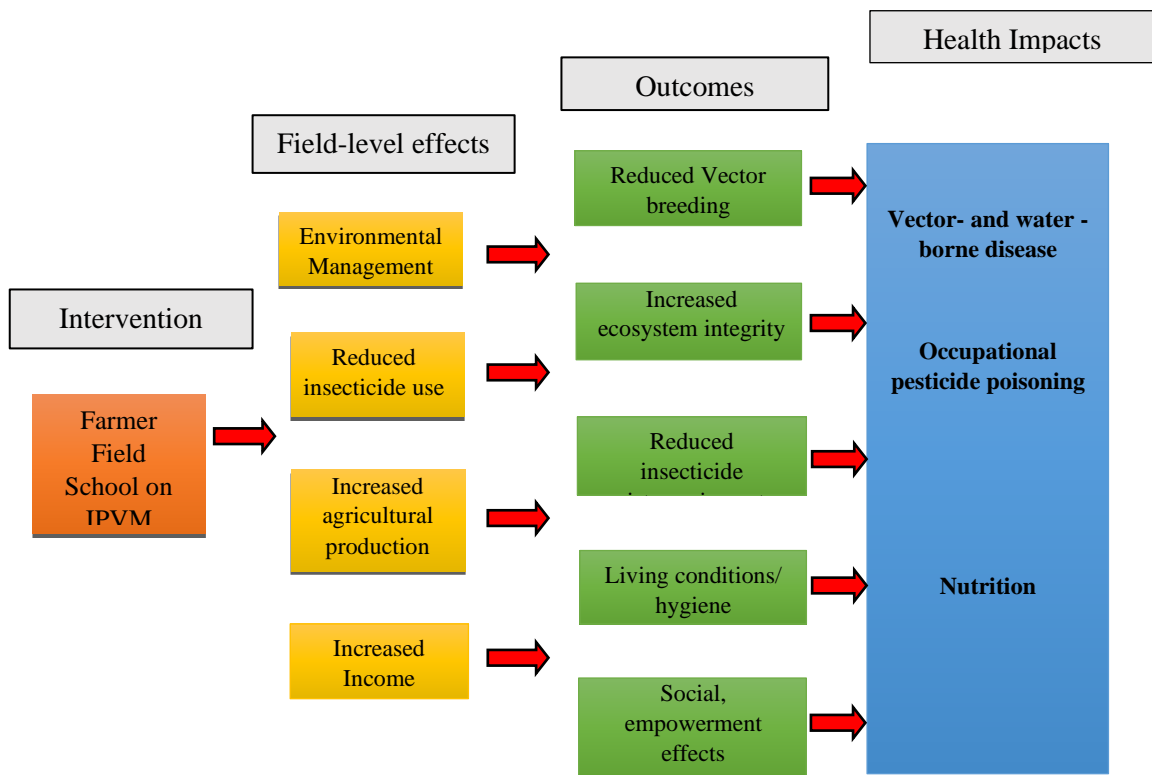 Health Impacts
Outcomes
Field-level effects
Intervention
Farmer
Field
School on
IPVM
Environmental
Management
Reduced
insecticide use
Increased
agricultural
production
Increased
Income
Reduced Vector
breeding
Increased
ecosystem integrity
Reduced
insecticide
Living conditions/
hygiene
Social,
empowerment
effects
Vector- and water -
borne disease
Occupational
pesticide poisoning
Nutrition